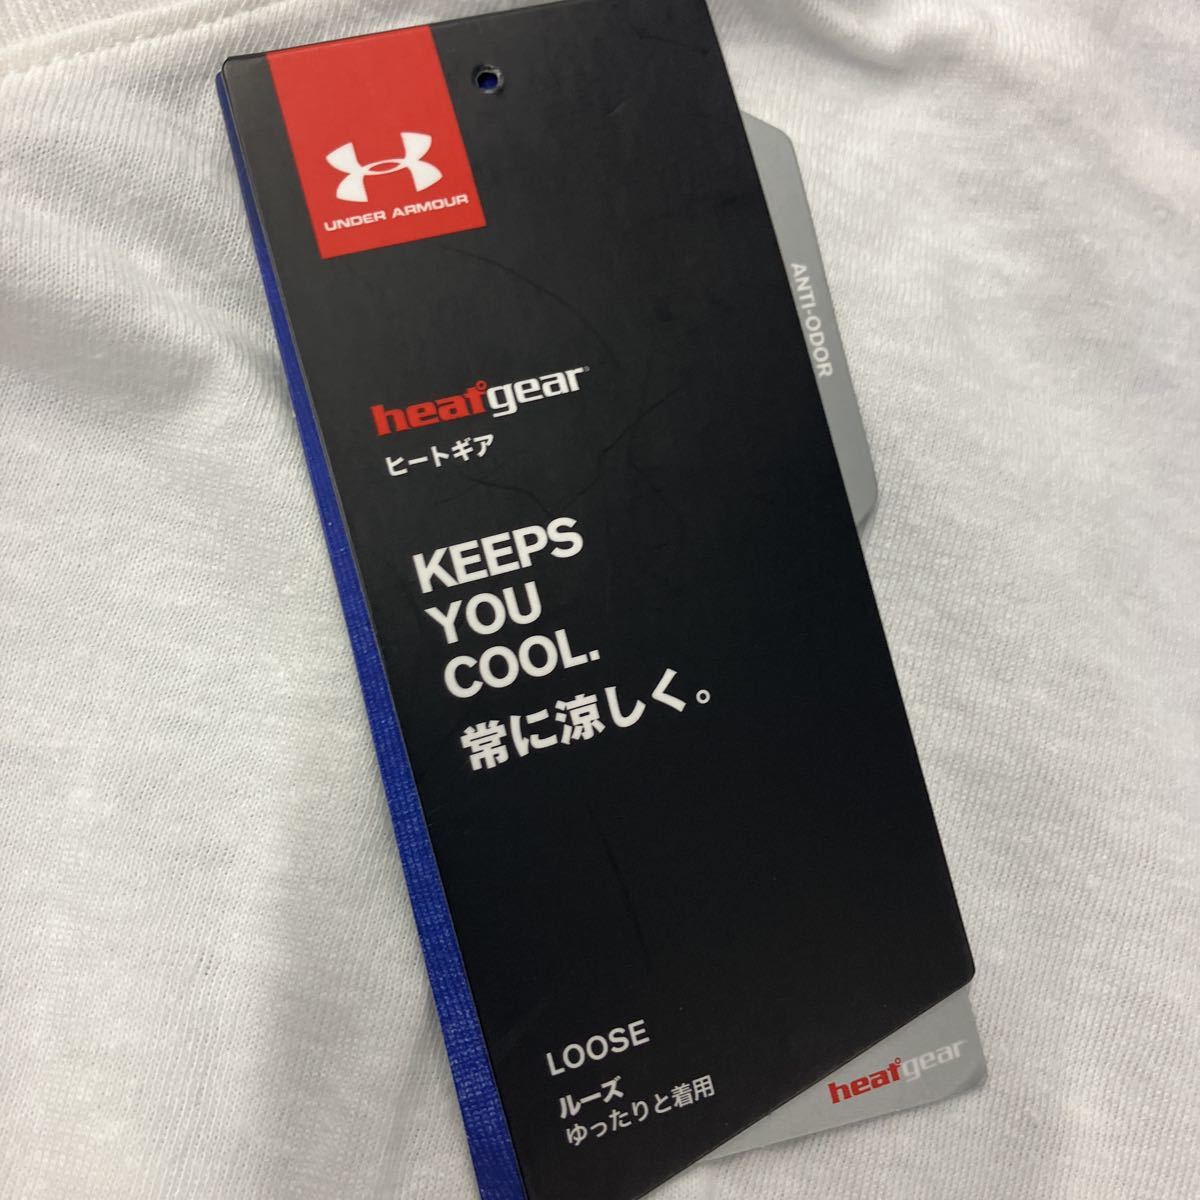 UNDER ARMOUR
heatgear
ヒートギア
KEEPS
YOU
COOL.
常に涼しく。
LOOSE
ルーズ
ゆったりと着用
ANTI-ODOR
heatgear